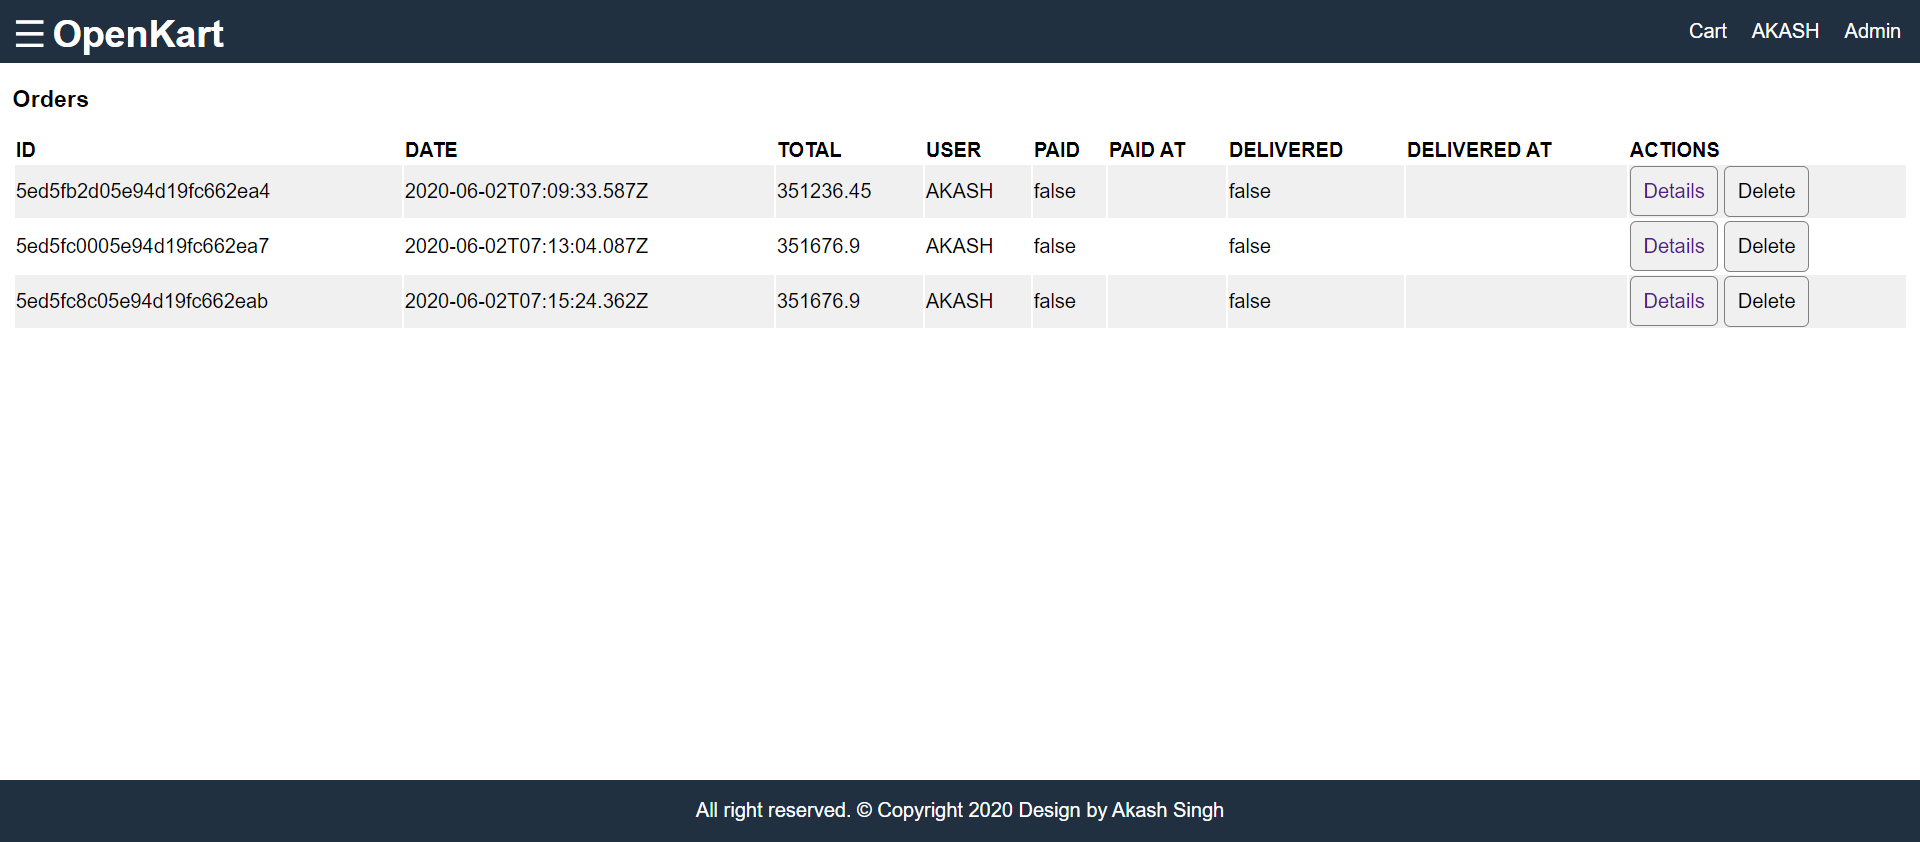 ☰ OpenKart Cart AKASH Admin
Orders
ID DATE TOTAL USER PAID PAID AT DELIVERED DELIVERED AT ACTIONS
5ed5fb2d05e94d19fc662ea4 2020-06-02T07:09:33.587Z 351236.45 AKASH false false Details Delete
5ed5fc0005e94d19fc662ea7 2020-06-02T07:13:04.087Z 351676.9 AKASH false false Details Delete
5ed5fc8c05e94d19fc662eab 2020-06-02T07:15:24.362Z 351676.9 AKASH false false Details Delete
All right reserved. © Copyright 2020 Design by Akash Singh